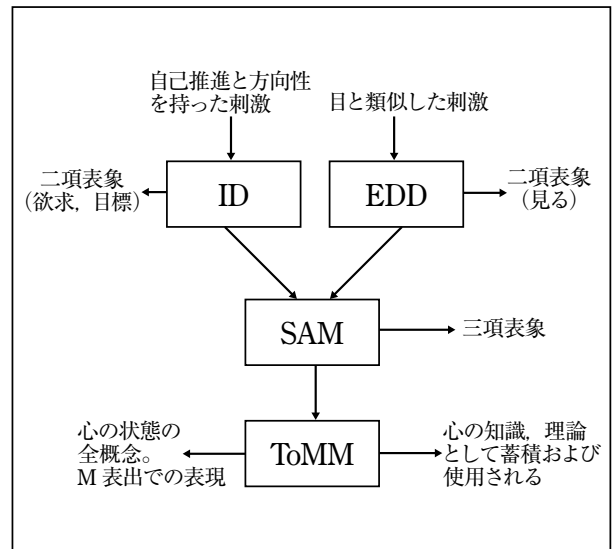 自己推進と方向性
を持った刺激
目と類似した刺激
二項表象
（欲求，目標）
ID
EDD
二項表象
（見る）
SAM
三項表象
心の状態の
全概念。
M 表出での表現
ToMM
心の知識，理論
として蓄積および
使用される